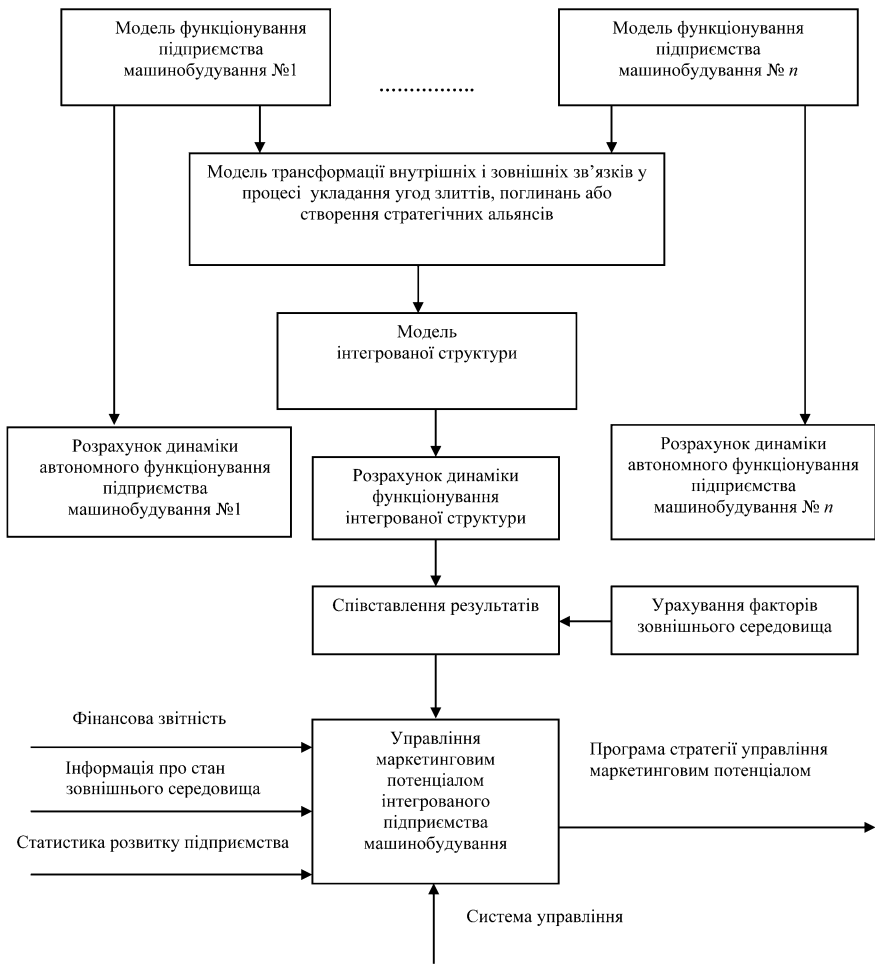 Модель функціонування
підприємства
машинобудування №1
................
Модель функціонування
підприємства
машинобудування № n
Модель трансформації внутрішніх і зовнішніх зв’язків у
процесі укладання угод злиттів, поглинань або
створення стратегічних альянсів
Модель
інтегрованої структури
Розрахунок динаміки
автономного функціонування
підприємства
машинобудування №1
Розрахунок динаміки
функціонування
інтегрованої структури
Розрахунок динаміки
автономного функціонування
підприємства
машинобудування № n
Співставлення результатів
Урахування факторів
зовнішнього середовища
Фінансова звітність
Інформація про стан
зовнішнього середовища
Статистика розвитку підприємства
Управління
маркетинговим
потенціалом
інтегрованого
підприємства
машинобудування
Програма стратегії управління
маркетинговим потенціалом
Система управління